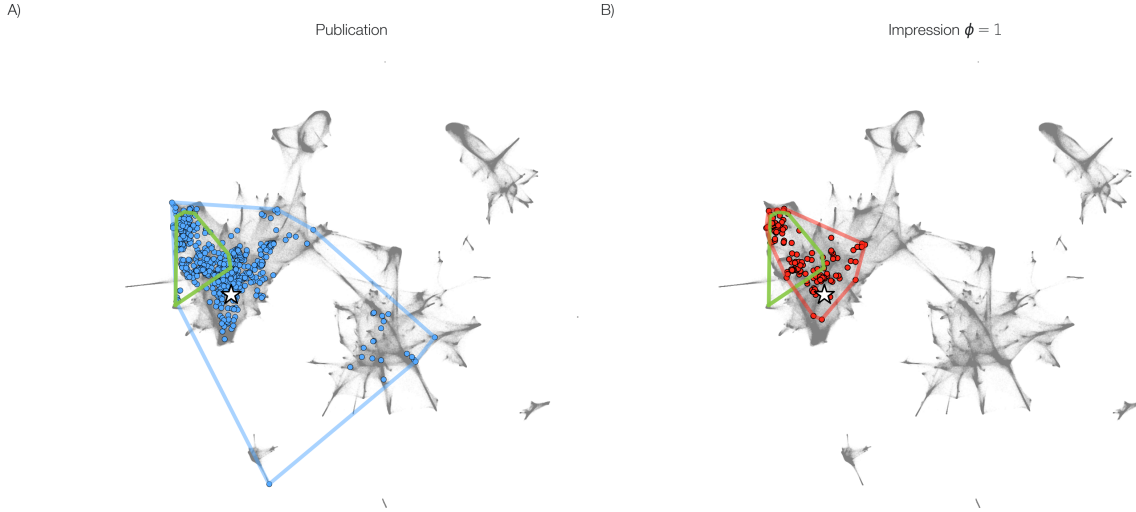 A)
Publication
B)
Impression ϕ = 1